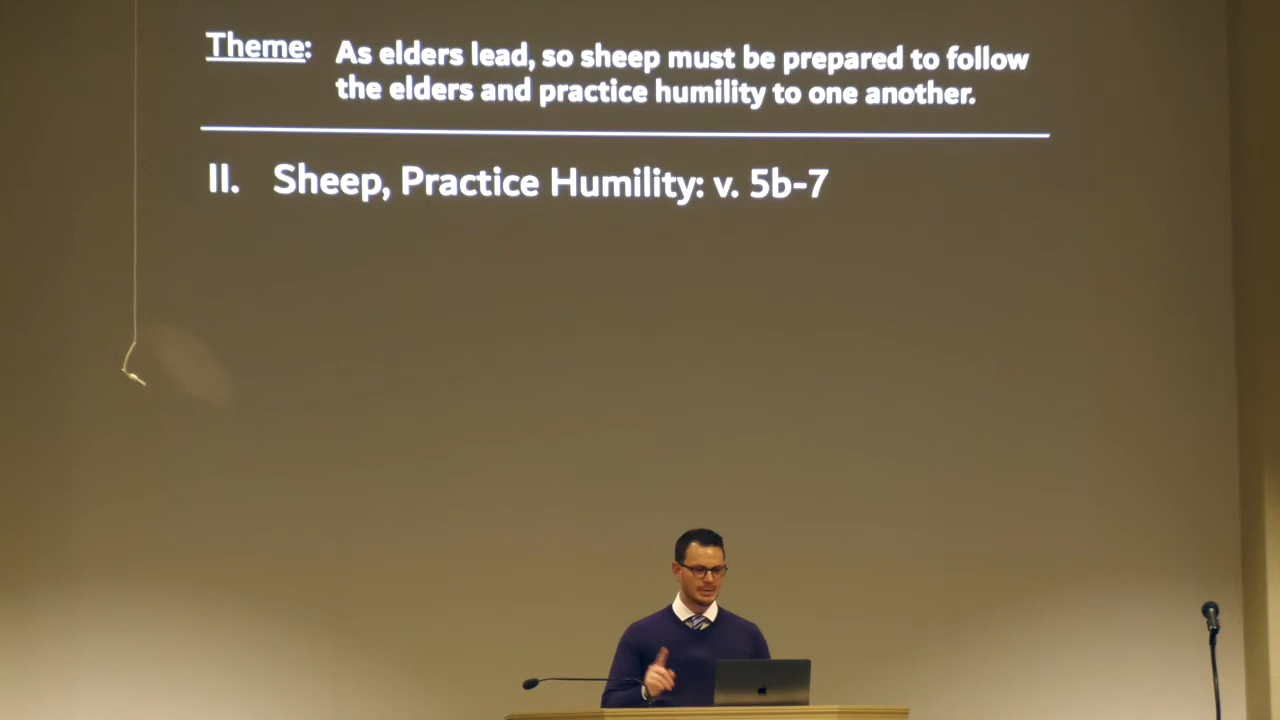 Theme: As elders lead, so sheep must be prepared to follow
the elders and practice humility to one another.
II. Sheep, Practice Humility: v. 5b-7